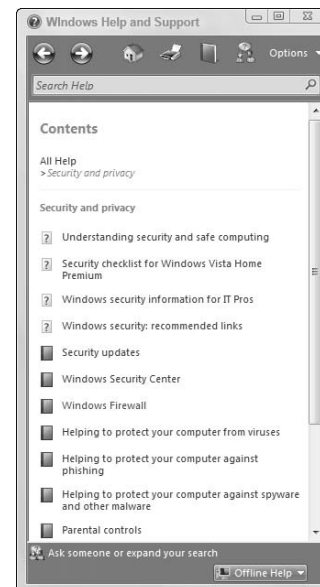 Windows Help and Support
Options
Search Help
Contents
All Help
> Security and privacy
Security and privacy
Understanding security and safe computing
Security checklist for Windows Vista Home
Premium
Windows security information for IT Pros
Windows security: recommended links
Security updates
Windows Security Center
Windows Firewall
Helping to protect your computer from viruses
Helping to protect your computer against
phishing
Helping to protect your computer against spyware
and other malware
Parental controls
Ask someone or expand your search
Offline Help